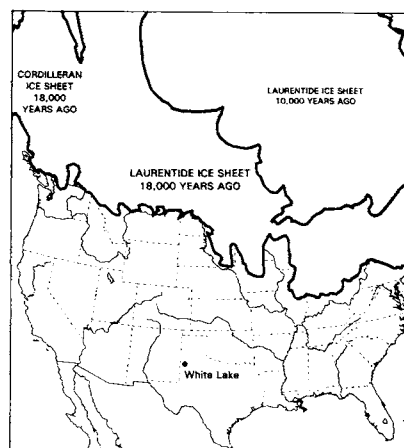 CORDILLERAN
ICE SHEET
18,000
YEARS AGO
LAURENTIDE ICE SHEET
10,000 YEARS AGO
LAURENTIDE ICE SHEET
18,000 YEARS AGO
White Lake